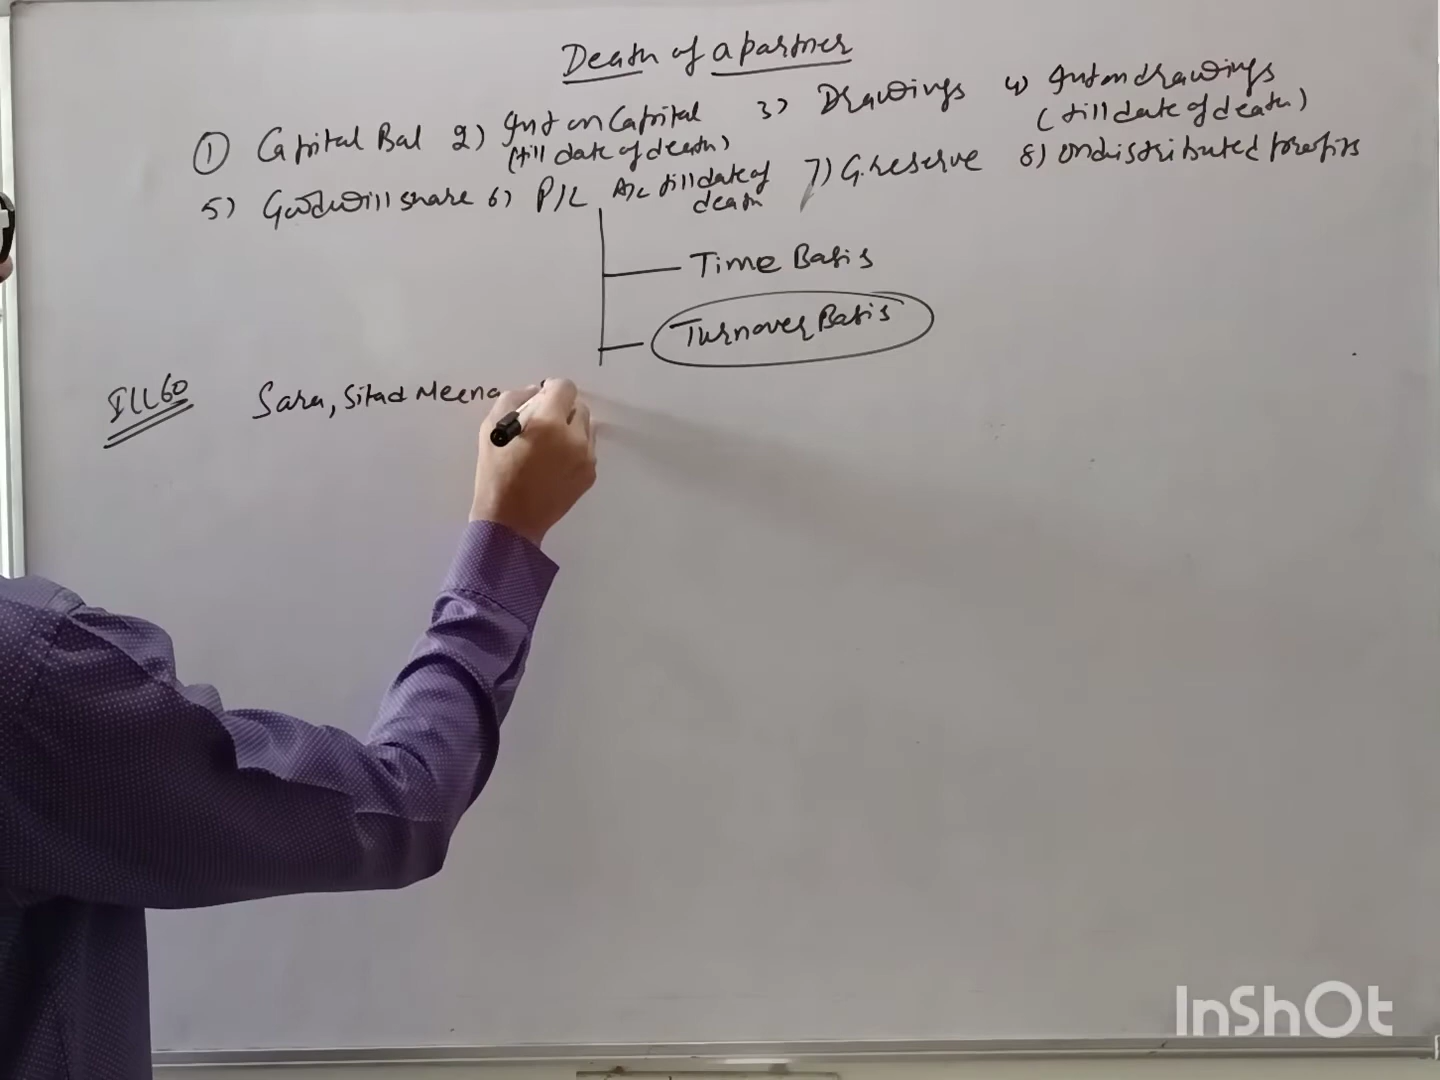 Death of a partner
① Capital Bal 2) Int on Capital (till date of death) 3) Drawings 4) Int on drawings (till date of death)
5) Goodwill share 6) P/L A/c till date of death 7) G.reserve 8) Undistributed profits
Time Basis
Turnover Basis
ILL 60 Sara, Sita d Meena
InShOt